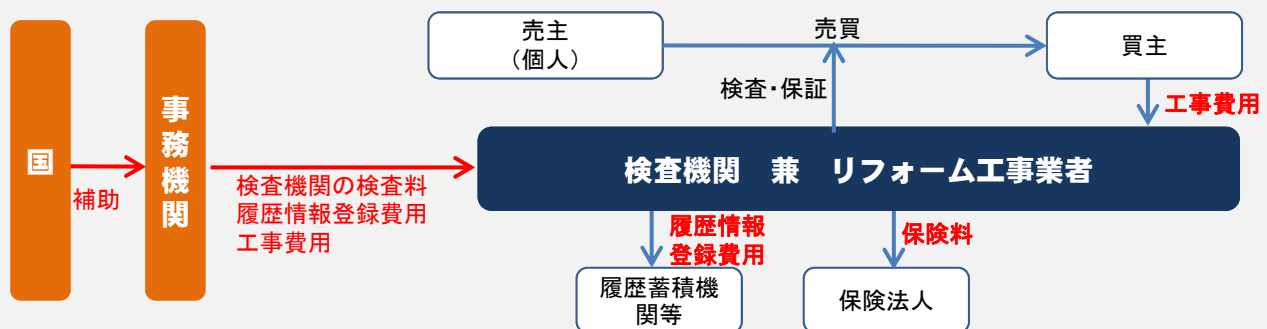 国
補助
事務機関
検査機関の検査料
履歴情報登録費用
工事費用
売主
（個人）
売買
買主
検査・保証
工事費用
検査機関　兼　リフォーム工事業者
履歴情報
登録費用
保険料
履歴蓄積機
関等
保険法人